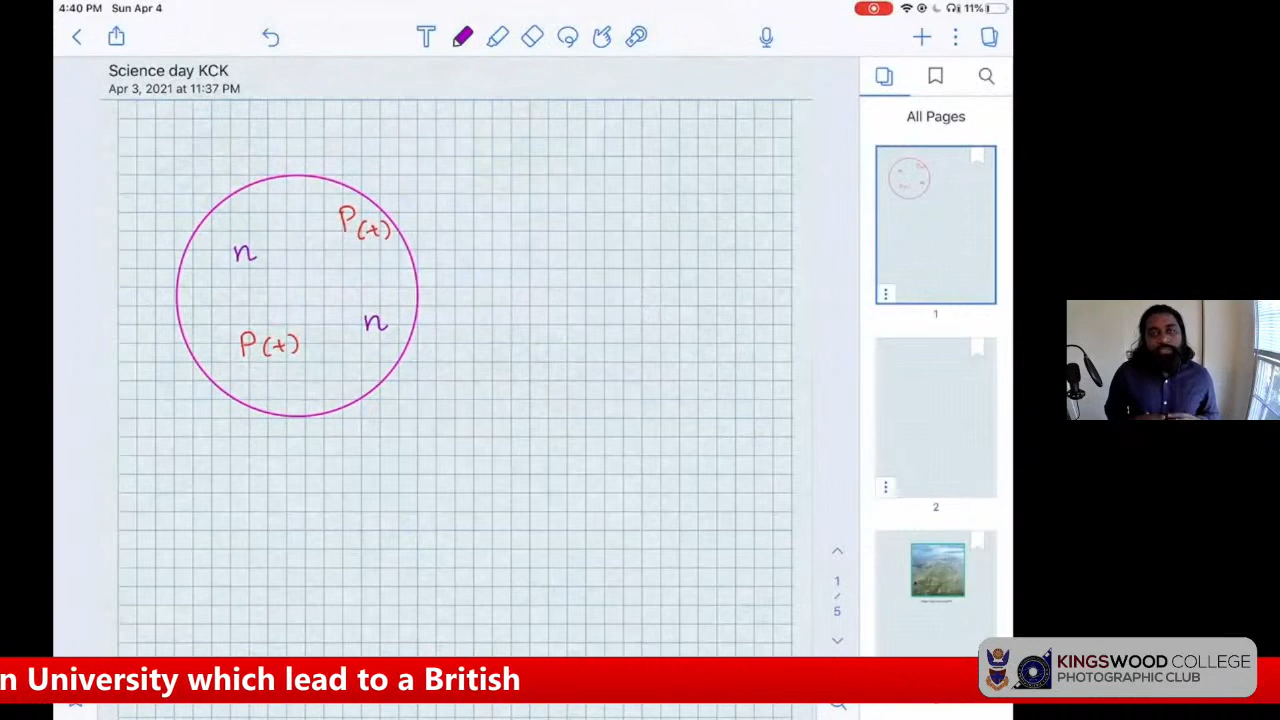 4:40 PM Sun Apr 4
11%
Science day KCK
Apr 3, 2021 at 11:37 PM
All Pages
P(+)
n
n
P(+)
1
2
1
5
n University which lead to a British
KINGSWOOD COLLEGE
PHOTOGRAPHIC CLUB